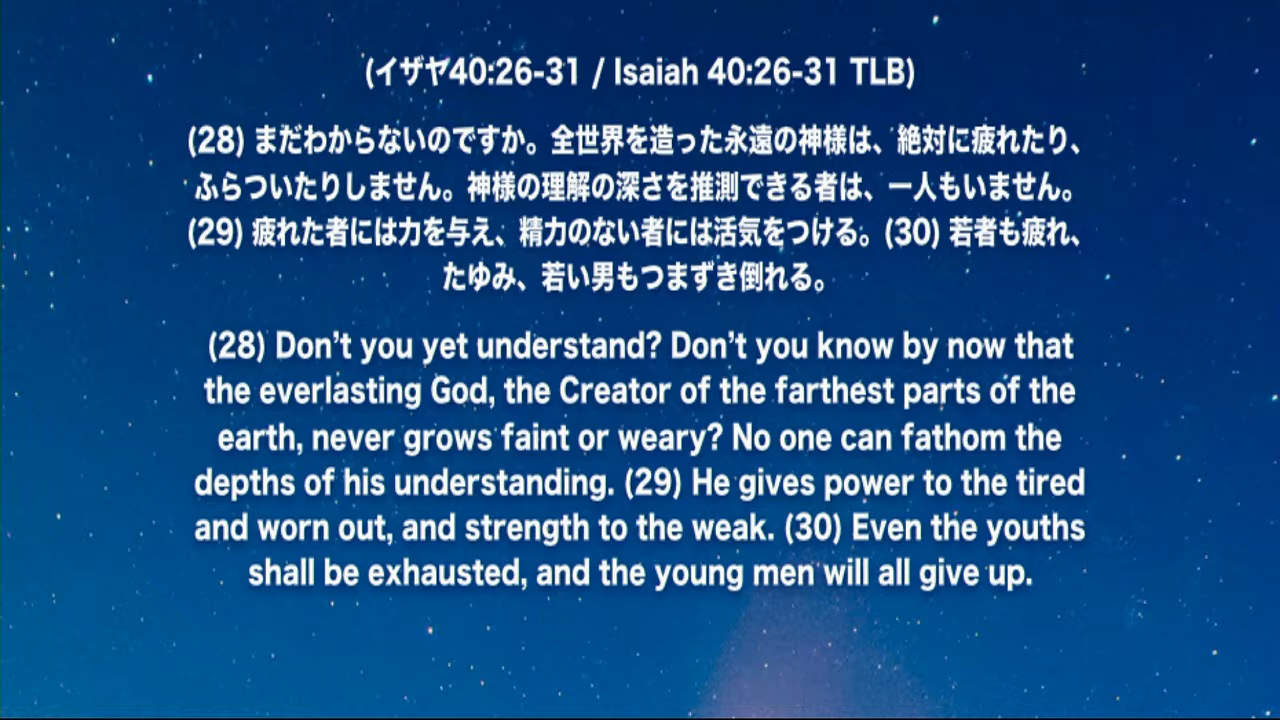 (イザヤ40:26-31 / Isaiah 40:26-31 TLB)
(28) まだわからないのですか。全世界を造った永遠の神様は、絶対に疲れたり、
ふらついたりしません。神様の理解の深さを推測できる者は、一人もいません。
(29) 疲れた者には力を与え、精力のない者には活気をつける。(30) 若者も疲れ、
たゆみ、若い男もつまずき倒れる。
(28) Don’t you yet understand? Don’t you know by now that
the everlasting God, the Creator of the farthest parts of the
earth, never grows faint or weary? No one can fathom the
depths of his understanding. (29) He gives power to the tired
and worn out, and strength to the weak. (30) Even the youths
shall be exhausted, and the young men will all give up.